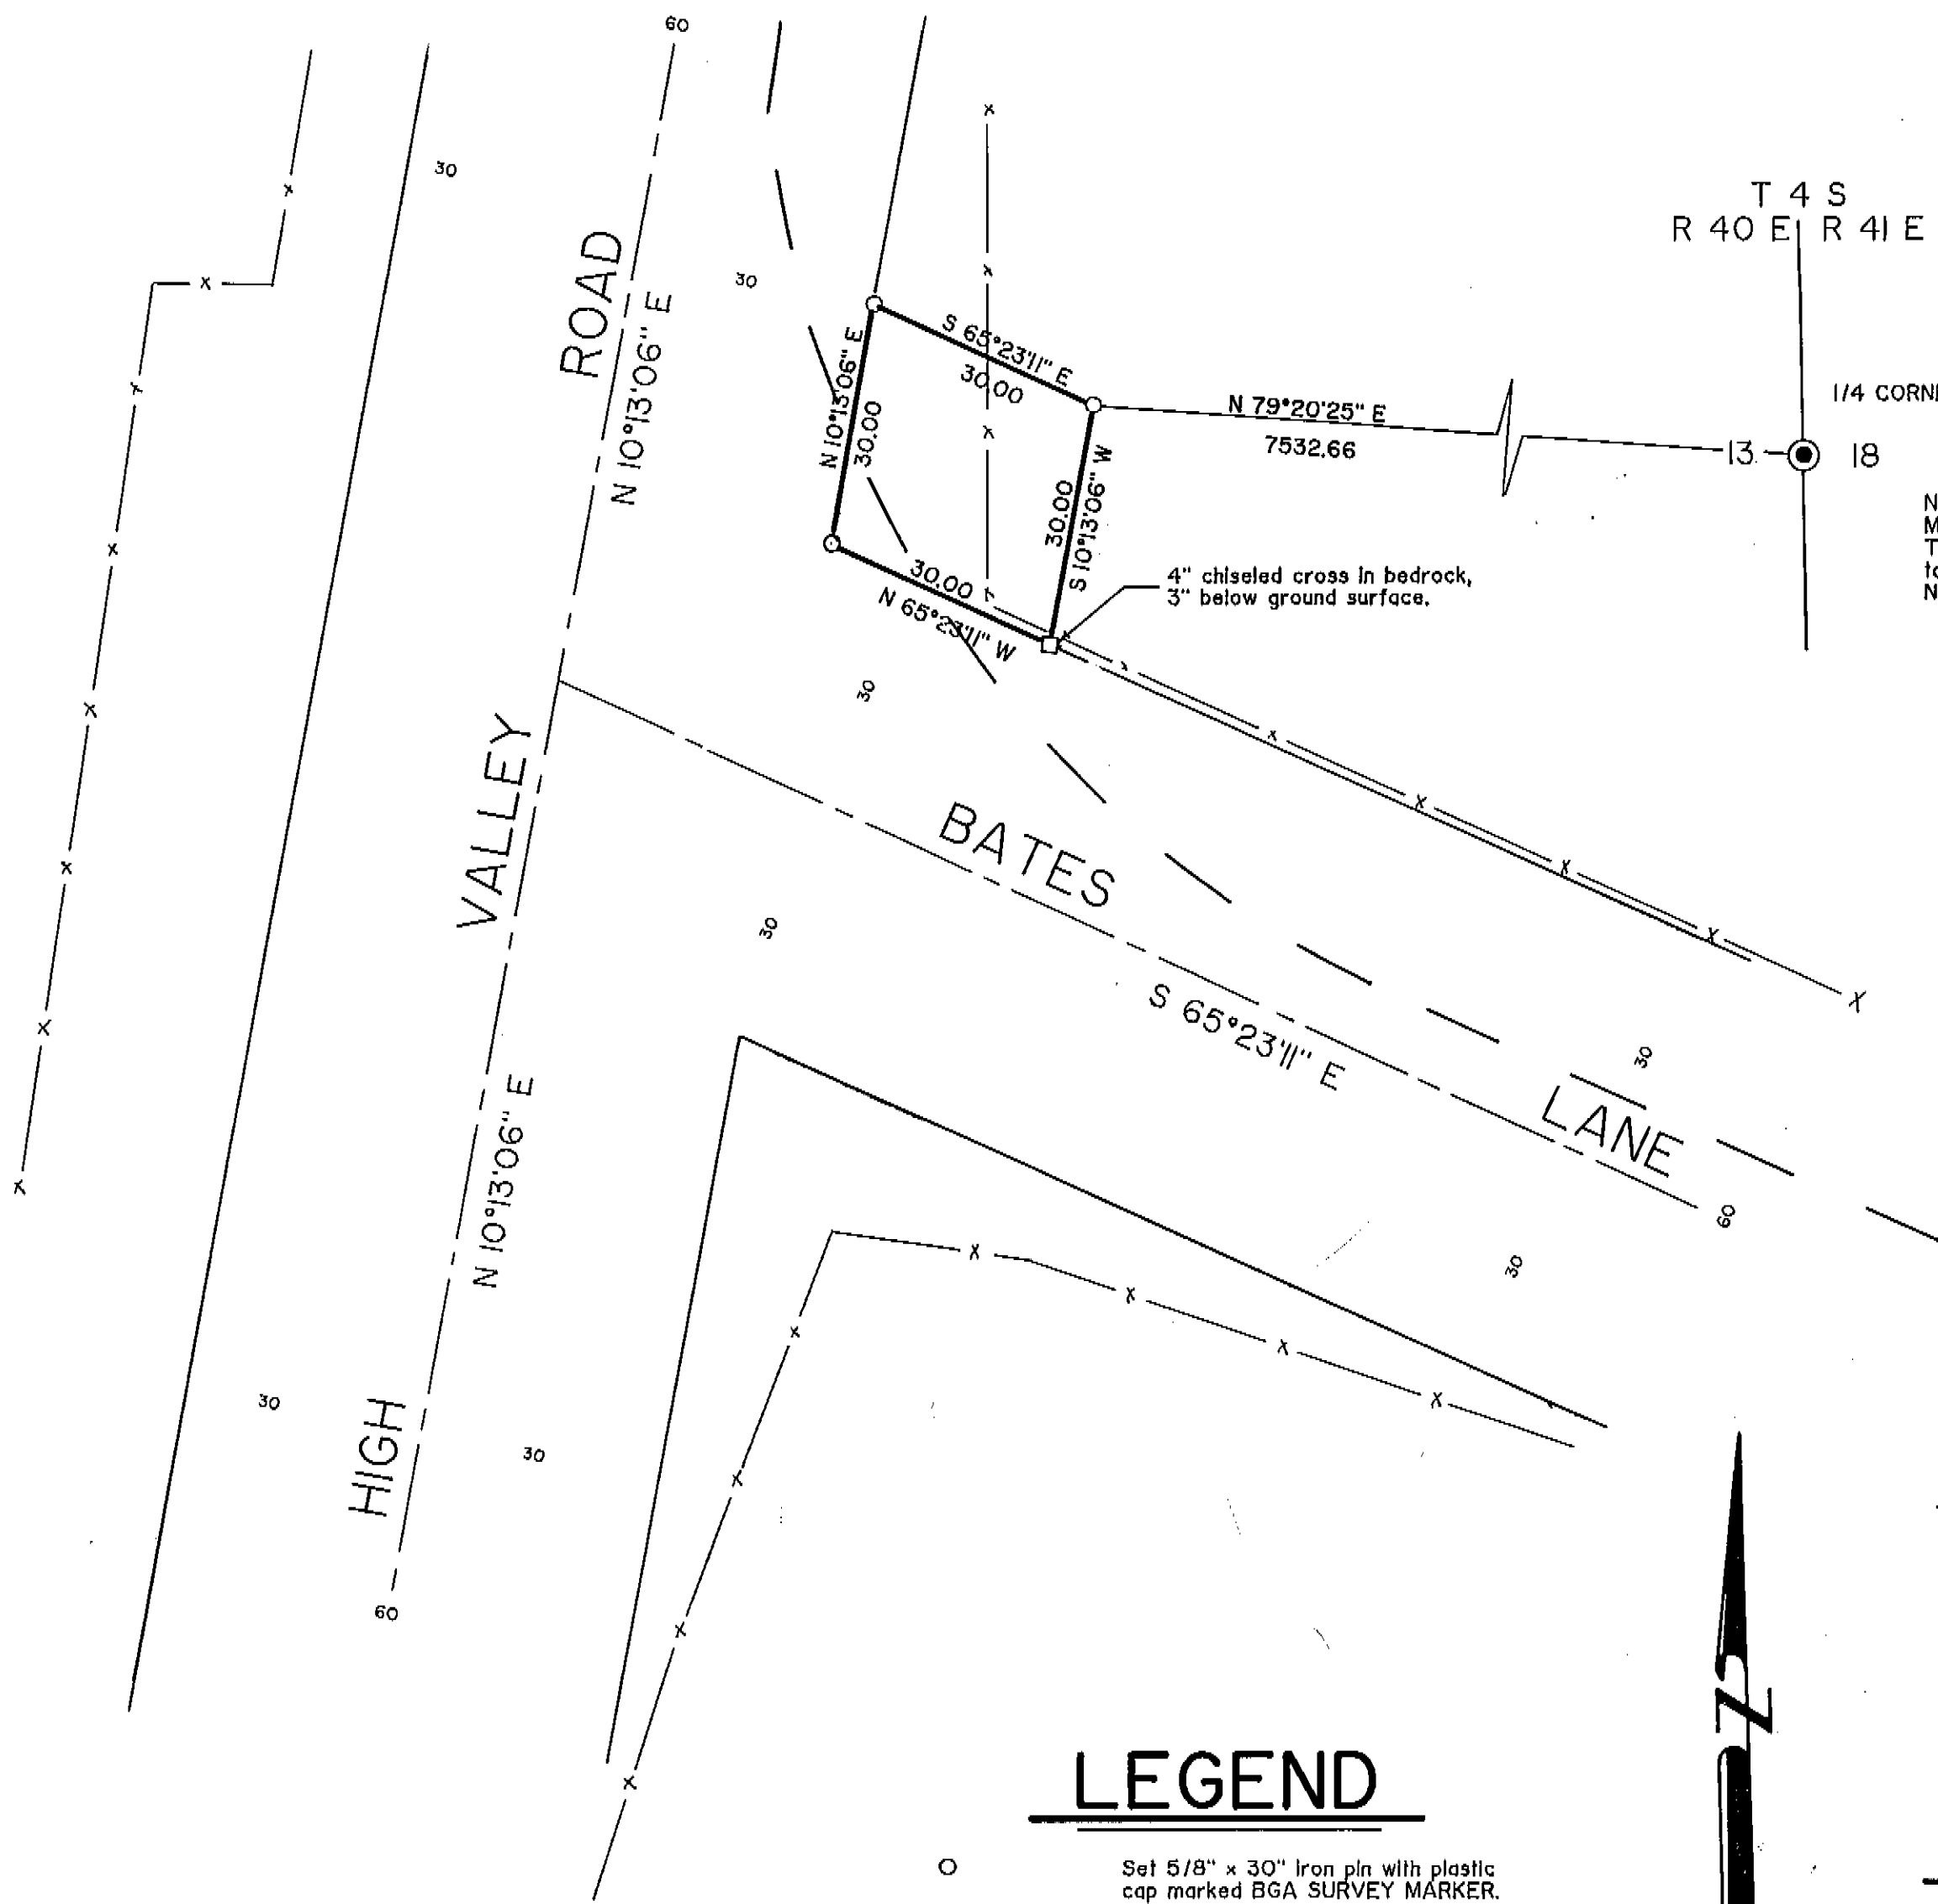 60
30
30
ROAD
N 10°13'06" E
T 4 S
R 40 E R 41 E
S 65°23'11" E
30.00
N 10°13'06" E
30.00
N 79°20'25" E
7532.66
1/4
13
18
30.00
S 10°13'06" W
4" chiseled cross in bedrock,
3" below ground surface.
30.00
N 65°23'11" W
30
VALLEY
BATES
30
S 65°23'11" E
30
LANE
60
30
N 10°13'06" E
30
30
HIGH
60
N
LEGEND
Set 5/8" x 30" iron pin with plastic
cap marked BGA SURVEY MARKER.